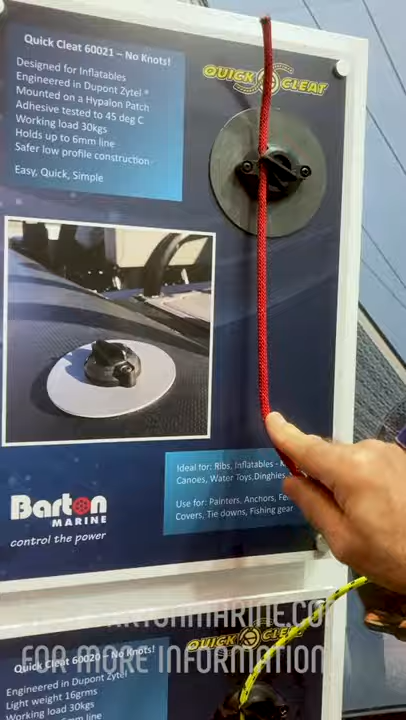 Quick Cleat 60021 – No Knots!
Designed for Inflatables
Engineered in Dupont Zytel ®
Mounted on a Hypalon Patch
Adhesive tested to 45 deg C
Working load 30kgs
Holds up to 6mm line
Safer low profile construction
Easy, Quick, Simple
QUICK CLEAT
Ideal for: Ribs, Inflatables -
Canoes, Water Toys, Dinghies,
Use for: Painters, Anchors,
Covers, Tie downs, Fishing gear
Barton
MARINE
control the power
FOR MORE INFORMATION
QUICK CLEAT
Quick Cleat 60020 – No Knots!
Engineered in Dupont Zytel
Light weight 16grms
Working load 30kgs
6mm line